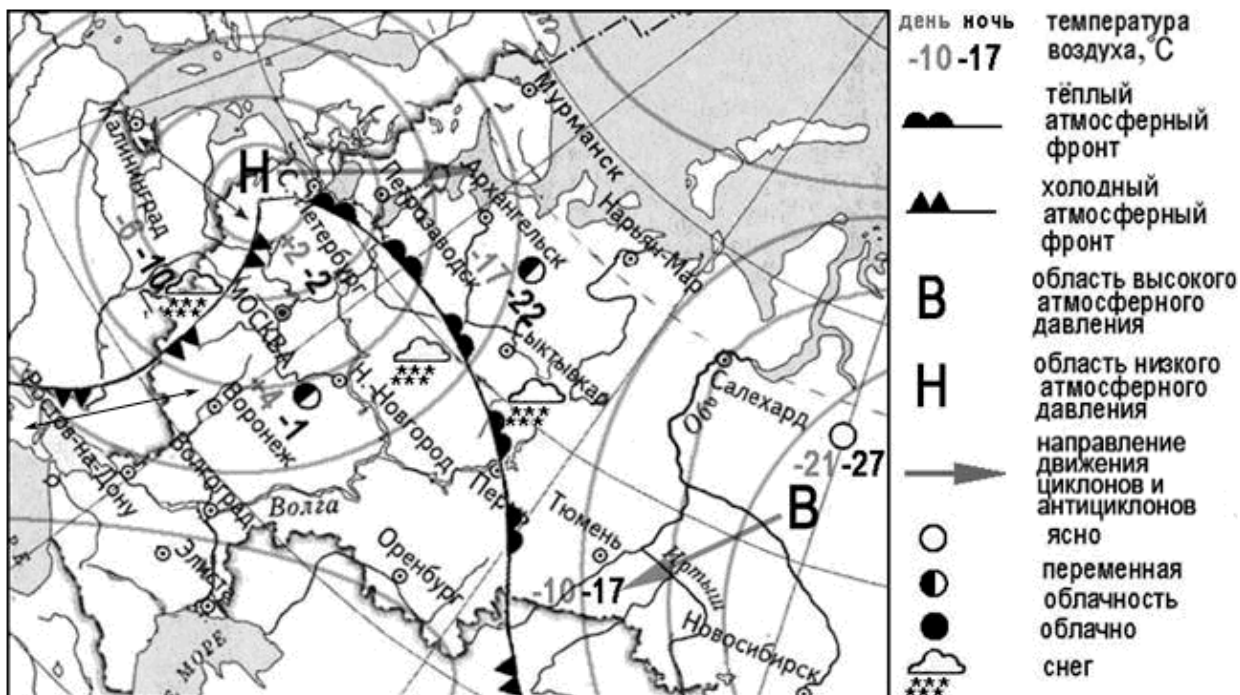 Мурманск
Калининград
Н
С.-Петербург
Петрозаводск
Архангельск
Нарьян-Мар
-6 -10
+2 -2
-17 -22
МОСКВА
Сыктывкар
Н.-Новгород
+4 -1
Воронеж
Ростов-на-Дону
Волгоград
Волга
Пермь
Салехард
Обь
-21 -27
В
Тюмень
Иртыш
Оренбург
-10 -17
Элиста
Новосибирск
МОРЕ
день ночь
-10 -17
температура
воздуха,°С
тёплый
атмосферный
фронт
холодный
атмосферный
фронт
В
область высокого
атмосферного
давления
Н
область низкого
атмосферного
давления
направление
движения
циклонов и
антициклонов
ясно
переменная
облачность
облачно
снег